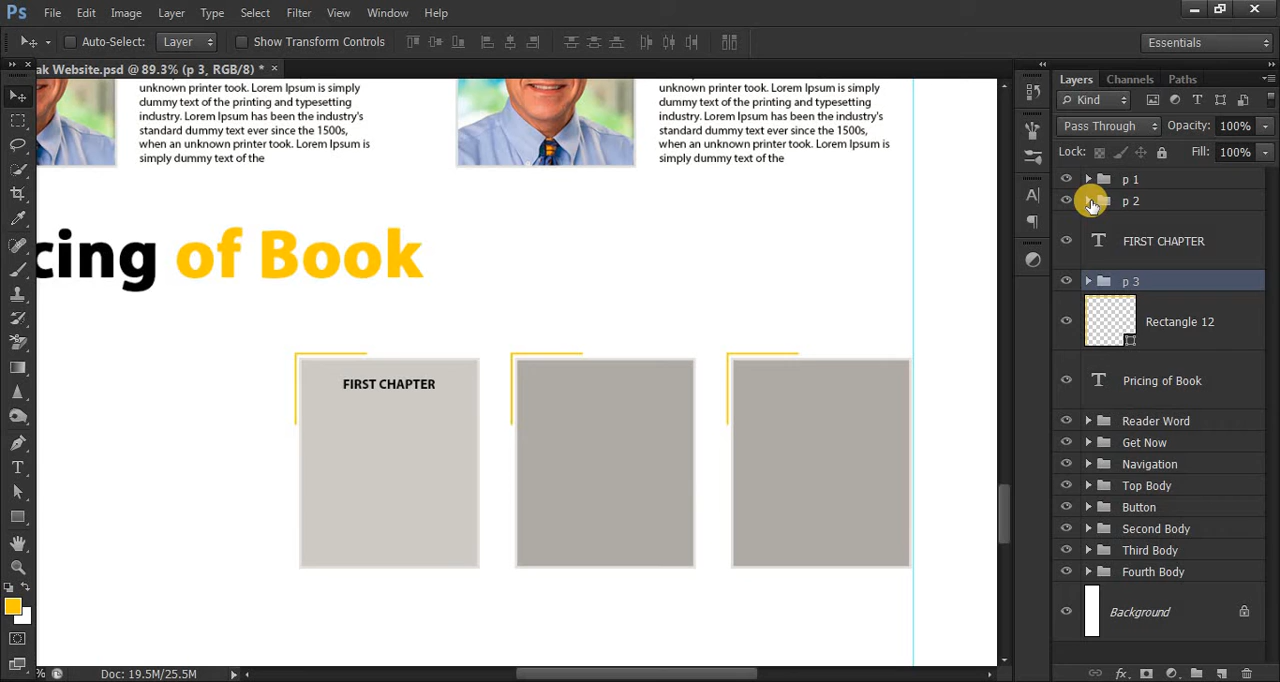 Ps File Edit Image Layer Type Select Filter View Window Help
Auto-Select: Layer Show Transform Controls Essentials
ak Website.psd @ 89.3% (p 3, RGB/8) * ×
unknown printer took. Lorem Ipsum is simply
dummy text of the printing and typesetting
industry. Lorem Ipsum has been the industry's
standard dummy text ever since the 1500s,
when an unknown printer took. Lorem Ipsum is
simply dummy text of the
unknown printer took. Lorem Ipsum is simply
dummy text of the printing and typesetting
industry. Lorem Ipsum has been the industry's
standard dummy text ever since the 1500s,
when an unknown printer took. Lorem Ipsum is
simply dummy text of the
cing of Book
FIRST CHAPTER
Layers Channels Paths
Kind
Pass Through Opacity: 100%
Lock: Fill: 100%
p 1
p 2
FIRST CHAPTER
p 3
Rectangle 12
Pricing of Book
Reader Word
Get Now
Navigation
Top Body
Button
Second Body
Third Body
Fourth Body
Background
% Doc: 19.5M/25.5M